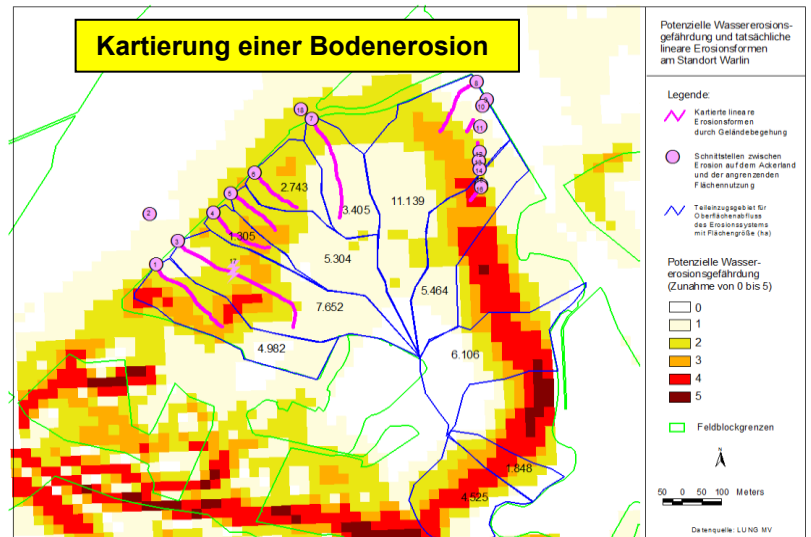 Kartierung einer Bodenerosion
Potenzielle Wassererosions-
gefährdung und tatsächliche
lineare Erosionsformen
am Standort Warlin
Legende:
Kartierte lineare
Erosionsformen
durch Geländebegehung
Schnittstellen zwischen
Erosion auf dem Ackerland
und der angrenzenden
Flächennutzung
Teileinzugsgebiet für
Oberflächenabfluss
des Erosionssystems
mit Flächengröße (ha)
Potenzielle Wasser-
erosionsgefährdung
(Zunahme von 0 bis 5)
0
1
2
3
4
5
Feldblockgrenzen
N
50 0 50 100 Meters
Datenquelle: LUNG MV
8
9
10
18
7
11
12
13
14
16
6
5
2.743
2
4
3.405
11.139
1.305
3
5.304
17
1
5.464
7.652
4.982
6.106
1.848
4.525